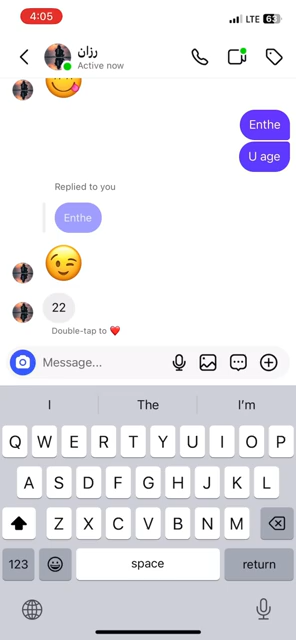 4:05
LTE 63
رزان
Active now
Enthe
U age
Replied to you
Enthe
22
Double-tap to ❤️
Message...
I The I'm
Q W E R T Y U I O P
A S D F G H J K L
Z X C V B N M
123 space return